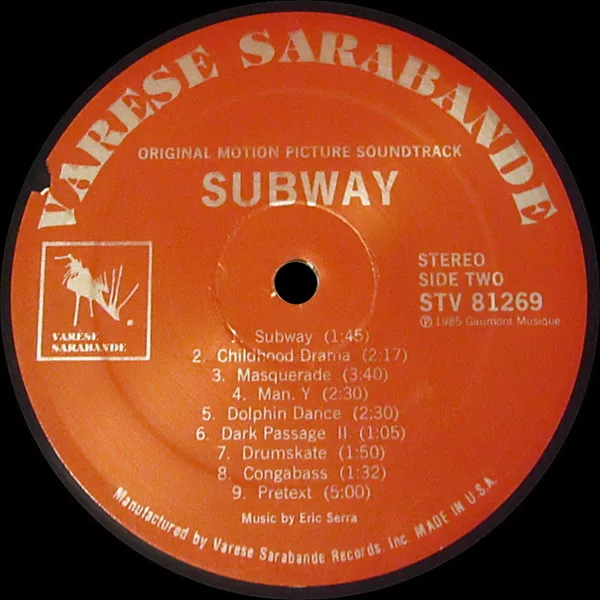 VARESE SARABANDE
ORIGINAL MOTION PICTURE SOUNDTRACK
SUBWAY
VARÈSE
SARABANDE
STEREO
SIDE TWO
STV 81269
℗ 1985 Gaumont Musique
1. Subway (1:45)
2. Childhood Drama (2:17)
3. Masquerade (3:40)
4. Man. Y (2:30)
5. Dolphin Dance (2:30)
6. Dark Passage II (1:05)
7. Drumskate (1:50)
8. Congabass (1:32)
9. Pretext (5:00)
Music by Eric Serra
Manufactured by Varese Sarabande Records, Inc. MADE IN U.S.A.